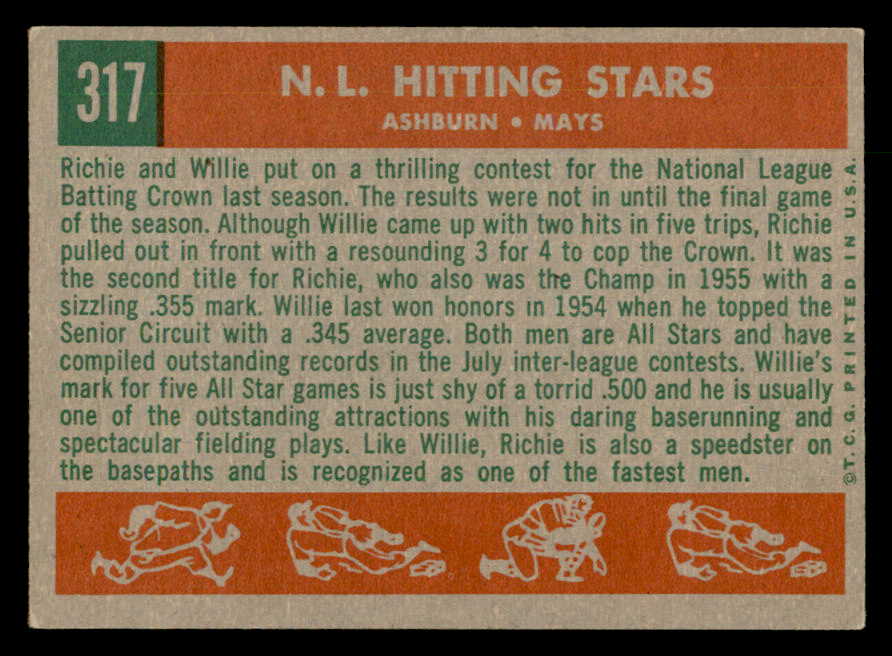 317
N. L. HITTING STARS
ASHBURN • MAYS
Richie and Willie put on a thrilling contest for the National League
Batting Crown last season. The results were not in until the final game
of the season. Although Willie came up with two hits in five trips, Richie
pulled out in front with a resounding 3 for 4 to cop the Crown. It was
the second title for Richie, who also was the Champ in 1955 with a
sizzling .355 mark. Willie last won honors in 1954 when he topped the
Senior Circuit with a .345 average. Both men are All Stars and have
compiled outstanding records in the July inter-league contests. Willie's
mark for five All Star games is just shy of a torrid .500 and he is usually
one of the outstanding attractions with his daring baserunning and
spectacular fielding plays. Like Willie, Richie is also a speedster on
the basepaths and is recognized as one of the fastest men.
©T.C.G. PRINTED IN U.S.A.